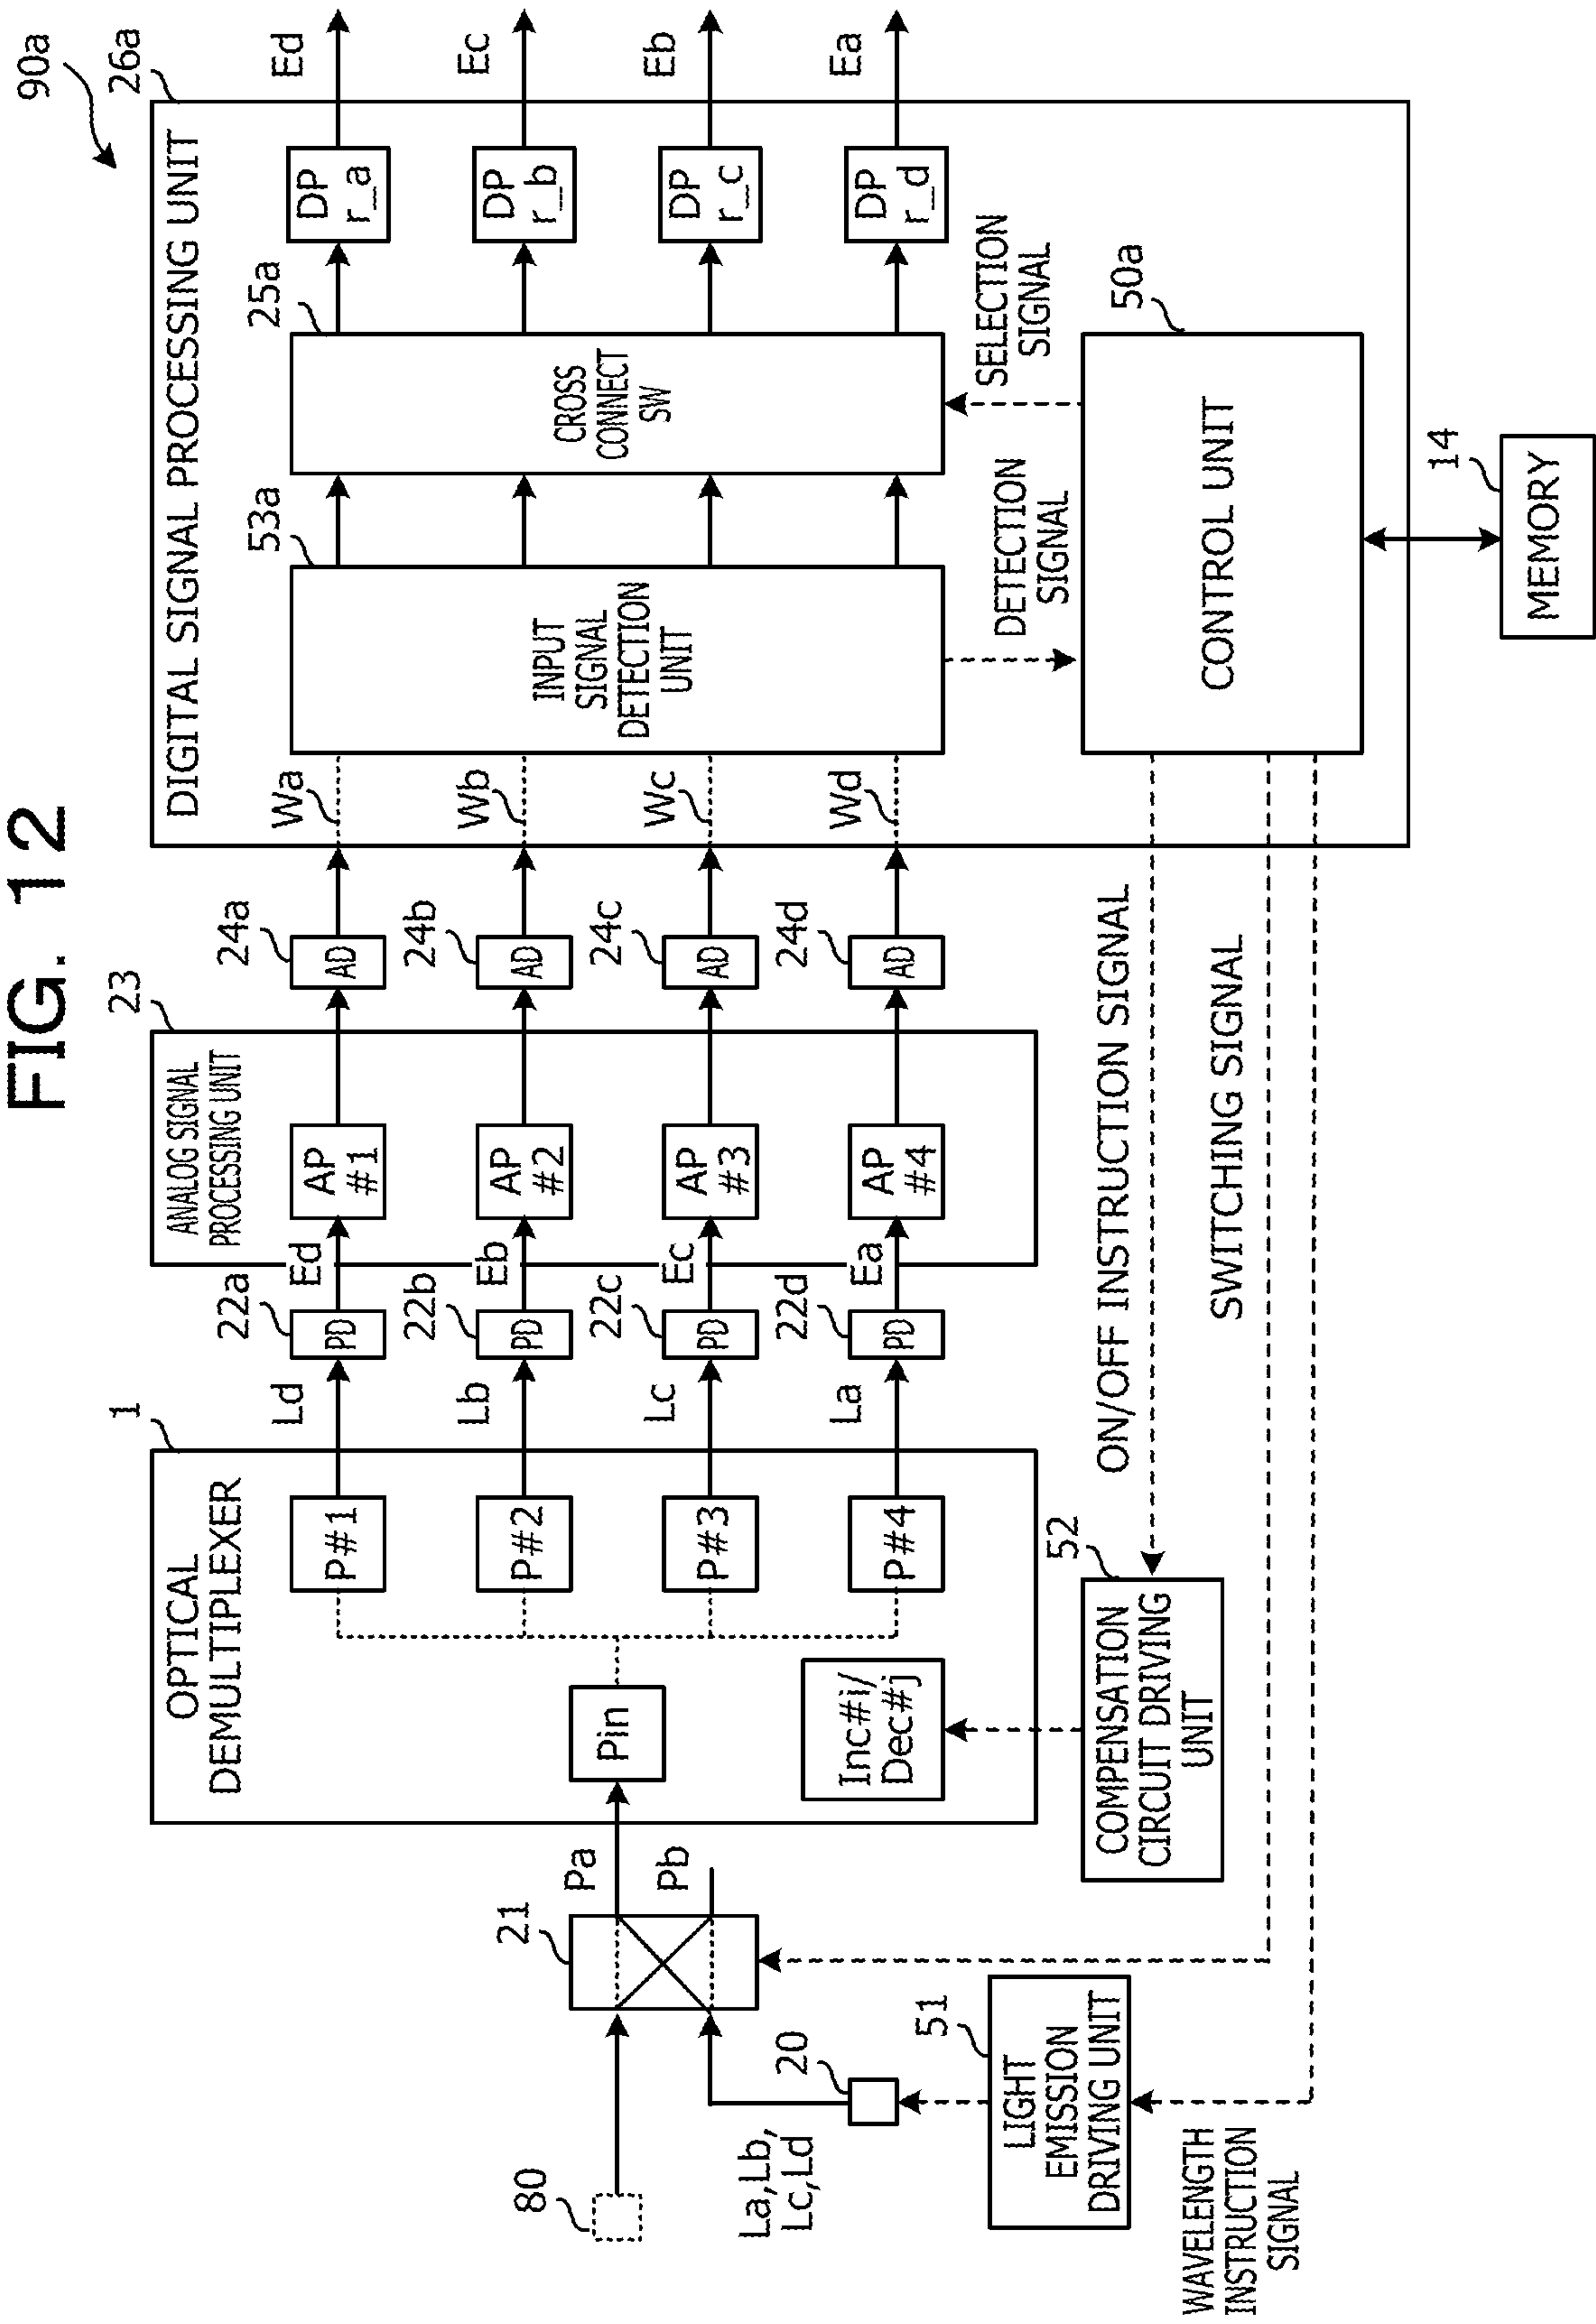 FIG. 12
90a
26a
DIGITAL SIGNAL PROCESSING UNIT
1
OPTICAL
DEMULTIPLEXER
Pin
P#1
P#2
P#3
P#4
Inc#i/
Dec#j
Ld
Lb
Lc
La
22a
PD
22b
PD
22c
PD
22d
PD
Ed
Eb
Ec
Ea
23
ANALOG SIGNAL
PROCESSING UNIT
AP
#1
AP
#2
AP
#3
AP
#4
24a
AD
24b
AD
24c
AD
24d
AD
Wa
Wb
Wc
Wd
53a
INPUT
SIGNAL
DETECTION
UNIT
25a
CROSS
CONNECT
SW
DP
r_a
DP
r_b
DP
r_c
DP
r_d
Ed
Ec
Eb
Ea
DETECTION
SIGNAL
SELECTION
SIGNAL
50a
CONTROL UNIT
14
MEMORY
80
21
Pa
Pb
La,Lb,
Lc,Ld
20
51
LIGHT
EMISSION
DRIVING UNIT
52
COMPENSATION
CIRCUIT DRIVING
UNIT
ON/OFF INSTRUCTION SIGNAL
SWITCHING SIGNAL
WAVELENGTH
INSTRUCTION
SIGNAL